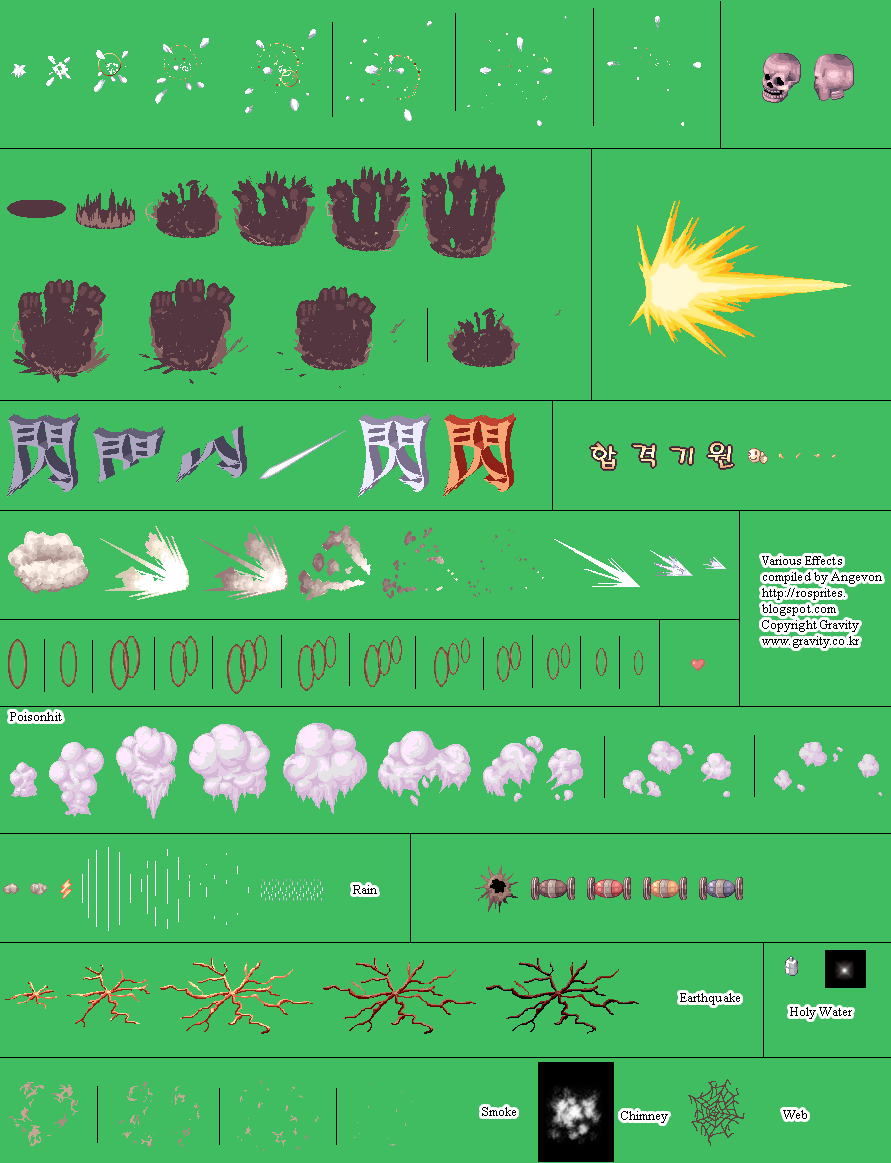 閃 閃 閃
합 격 기 원
Various Effects
compiled by Angevon
http://rosprites.
blogspot.com
Copyright Gravity
www.gravity.co.kr
Poisonhit
Rain
Earthquake
Holy Water
Smoke
Chimney
Web